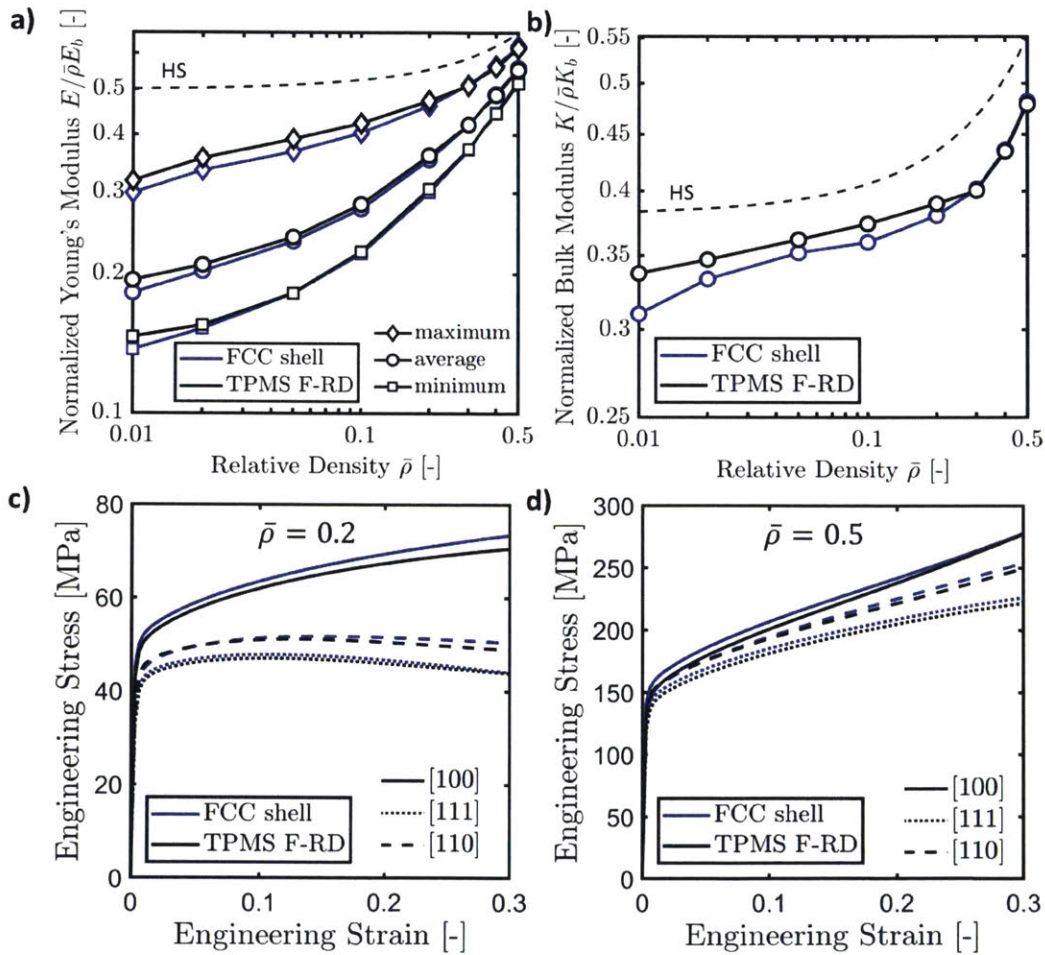 a)
Normalized Young's Modulus E/ρ̄E_b [-]
HS
0.5
0.4
0.3
0.2
0.1
FCC shell
TPMS F-RD
maximum
average
minimum
0.01
0.1
0.5
Relative Density ρ̄ [-]
b)
Normalized Bulk Modulus K/ρ̄K_b [-]
0.55
0.5
0.45
0.4
0.35
0.3
0.25
HS
FCC shell
TPMS F-RD
0.01
0.1
0.5
Relative Density ρ̄ [-]
c)
Engineering Stress [MPa]
80
60
40
20
0
ρ̄ = 0.2
[100]
[111]
[110]
FCC shell
TPMS F-RD
0
0.1
0.2
0.3
Engineering Strain [-]
d)
Engineering Stress [MPa]
300
250
200
150
100
50
0
ρ̄ = 0.5
[100]
[111]
[110]
FCC shell
TPMS F-RD
0
0.1
0.2
0.3
Engineering Strain [-]